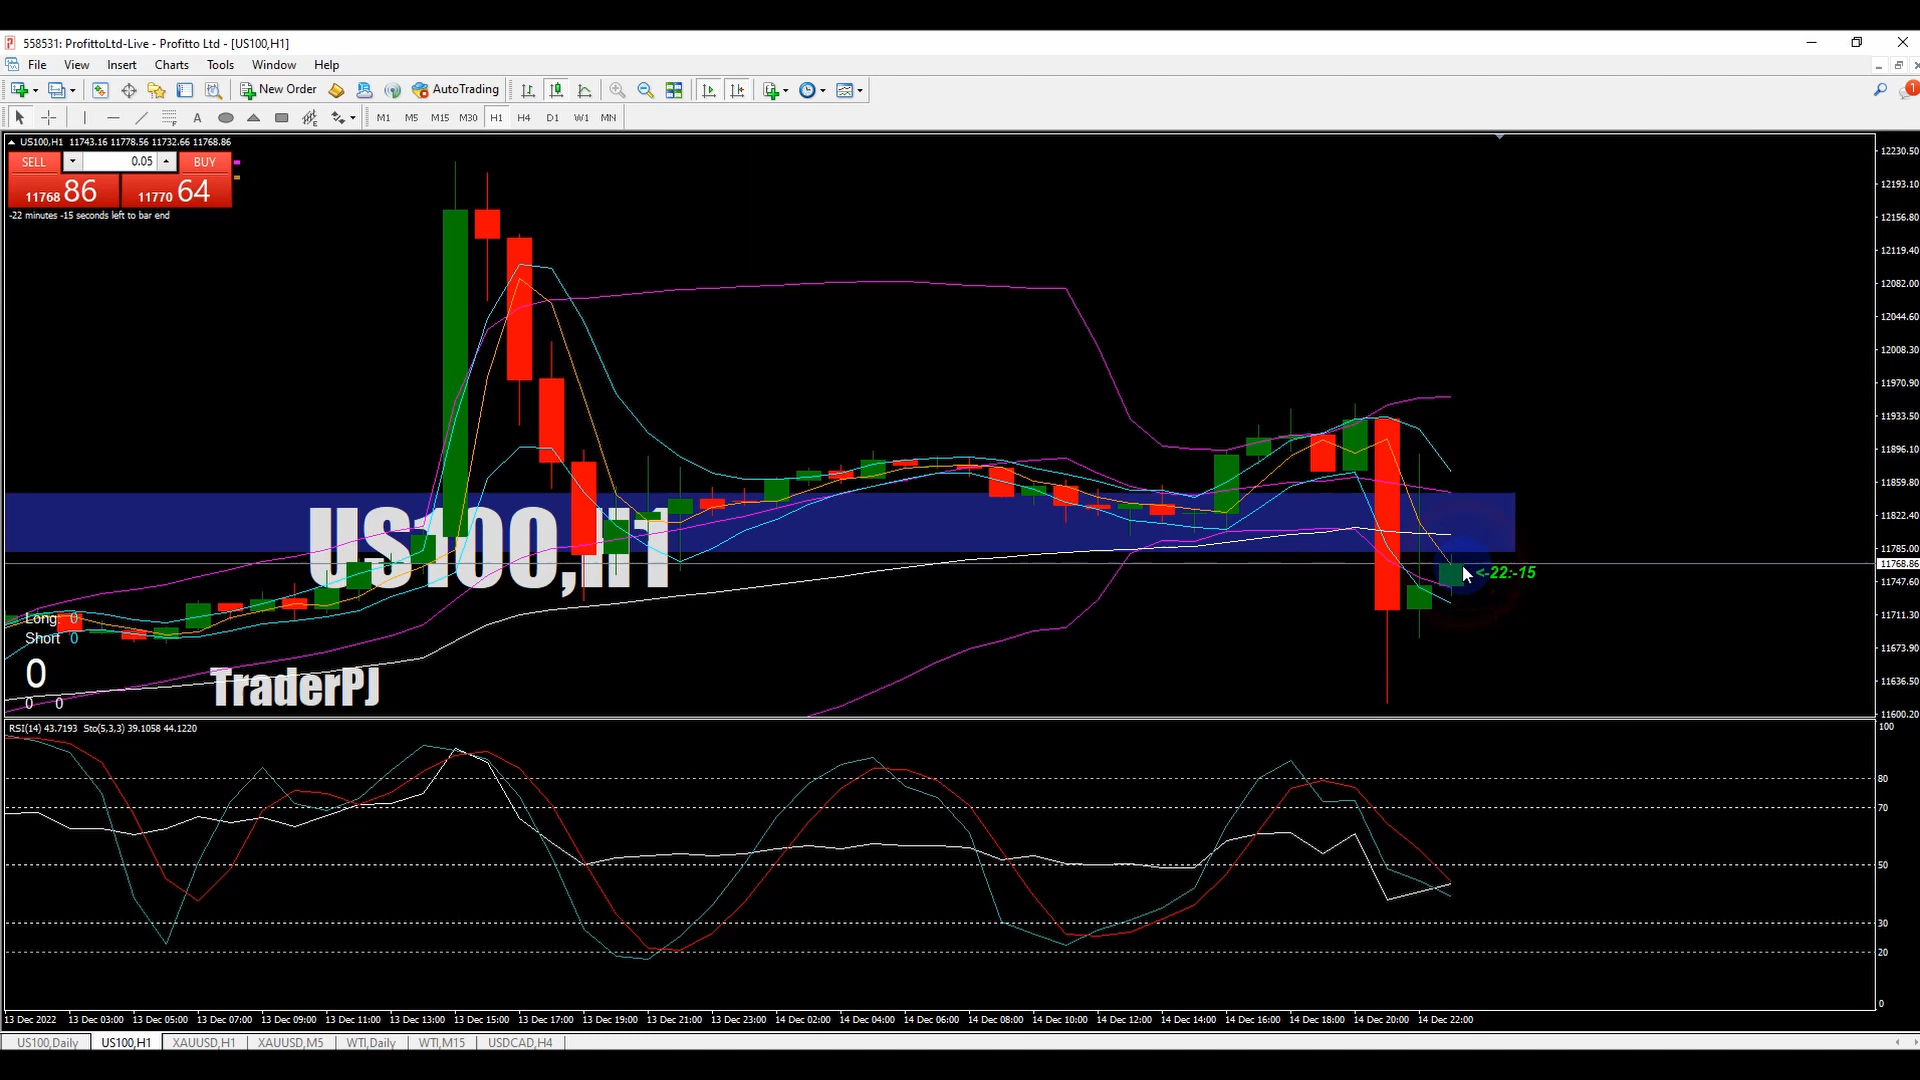 558531: ProfittoLtd-Live - Profitto Ltd - [US100,H1]
File View Insert Charts Tools Window Help
New Order AutoTrading 1
A M1 M5 M15 M30 H1 H4 D1 W1 MN
US100,H1 11743.16 11778.56 11732.66 11768.86
SELL 0.05 BUY
11768 86 11770 64
-22 minutes -15 seconds left to bar end
12230.50
12193.10
12156.80
12119.40
12082.00
12044.60
12008.30
11970.90
11933.50
11896.10
11859.80
11822.40
11785.00
11768.86
11747.60
11711.30
11673.90
11636.50
11600.20
US100,H1
<-22:-15
Long: 0
Short 0
0
0 0
TraderPJ
RSI(14) 43.7193 Sto(5,3,3) 39.1058 44.1220
100
80
70
50
30
20
0
13 Dec 2022 13 Dec 03:00 13 Dec 05:00 13 Dec 07:00 13 Dec 09:00 13 Dec 11:00 13 Dec 13:00 13 Dec 15:00 13 Dec 17:00 13 Dec 19:00 13 Dec 21:00 13 Dec 23:00 14 Dec 02:00 14 Dec 04:00 14 Dec 06:00 14 Dec 08:00 14 Dec 10:00 14 Dec 12:00 14 Dec 14:00 14 Dec 16:00 14 Dec 18:00 14 Dec 20:00 14 Dec 22:00
US100,Daily US100,H1 XAUUSD,H1 XAUUSD,M5 WTI,Daily WTI,M15 USDCAD,H4